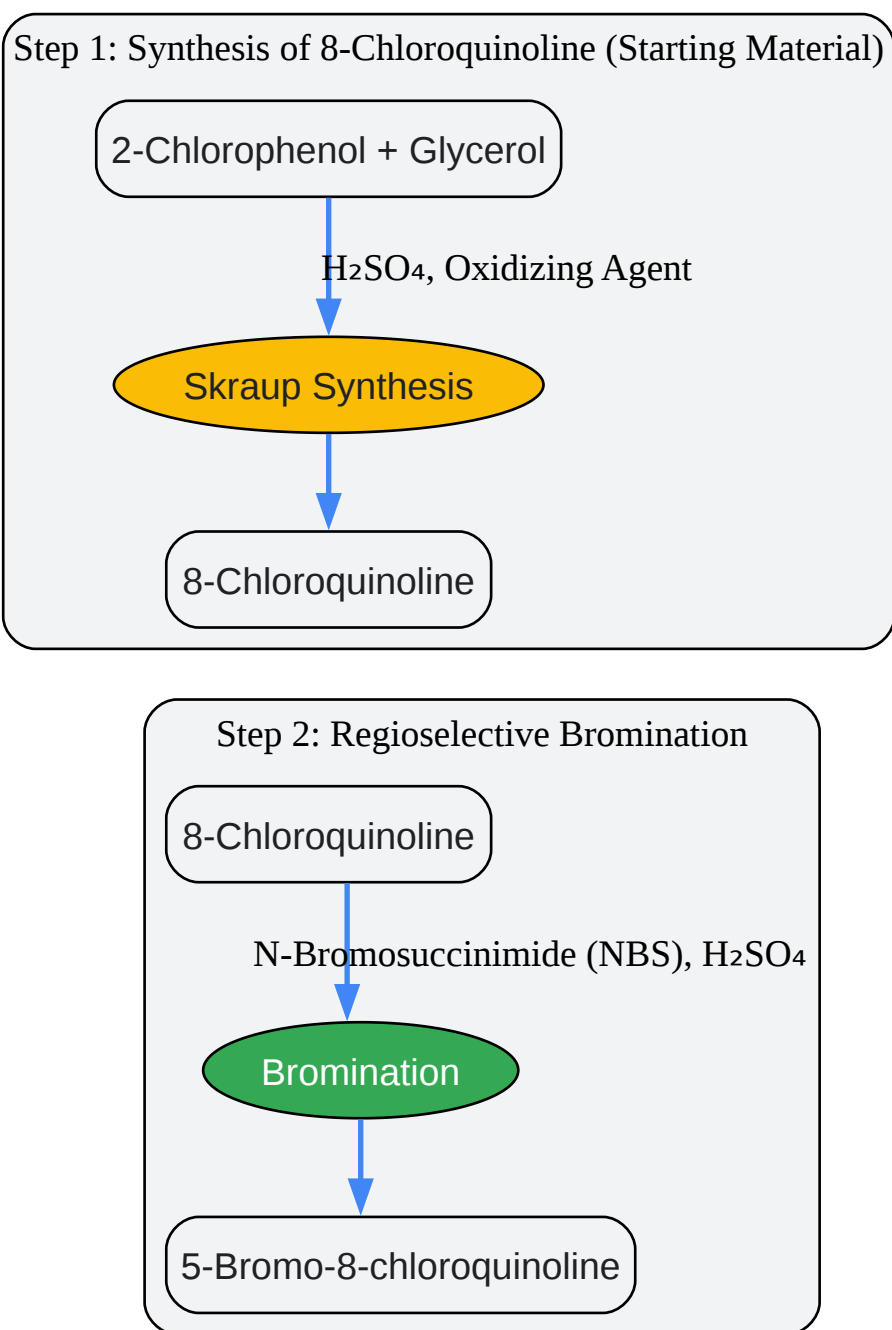 Step 1: Synthesis of 8-Chloroquinoline (Starting Material)
2-Chlorophenol + Glycerol
H₂SO₄, Oxidizing Agent
Skraup Synthesis
8-Chloroquinoline
Step 2: Regioselective Bromination
8-Chloroquinoline
N-Bromosuccinimide (NBS), H₂SO₄
Bromination
5-Bromo-8-chloroquinoline